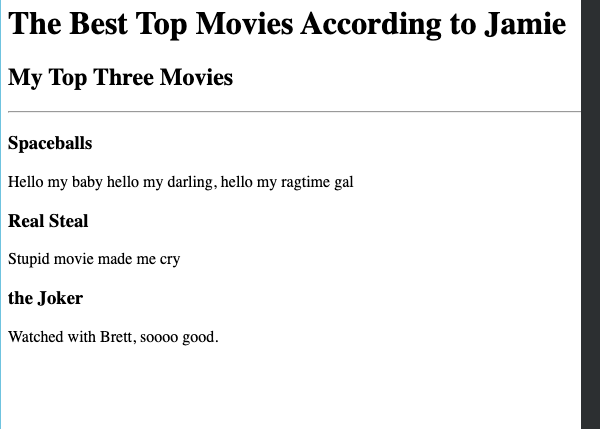 The Best Top Movies According to Jamie
My Top Three Movies
Spaceballs
Hello my baby hello my darling, hello my ragtime gal
Real Steal
Stupid movie made me cry
the Joker
Watched with Brett, soooo good.